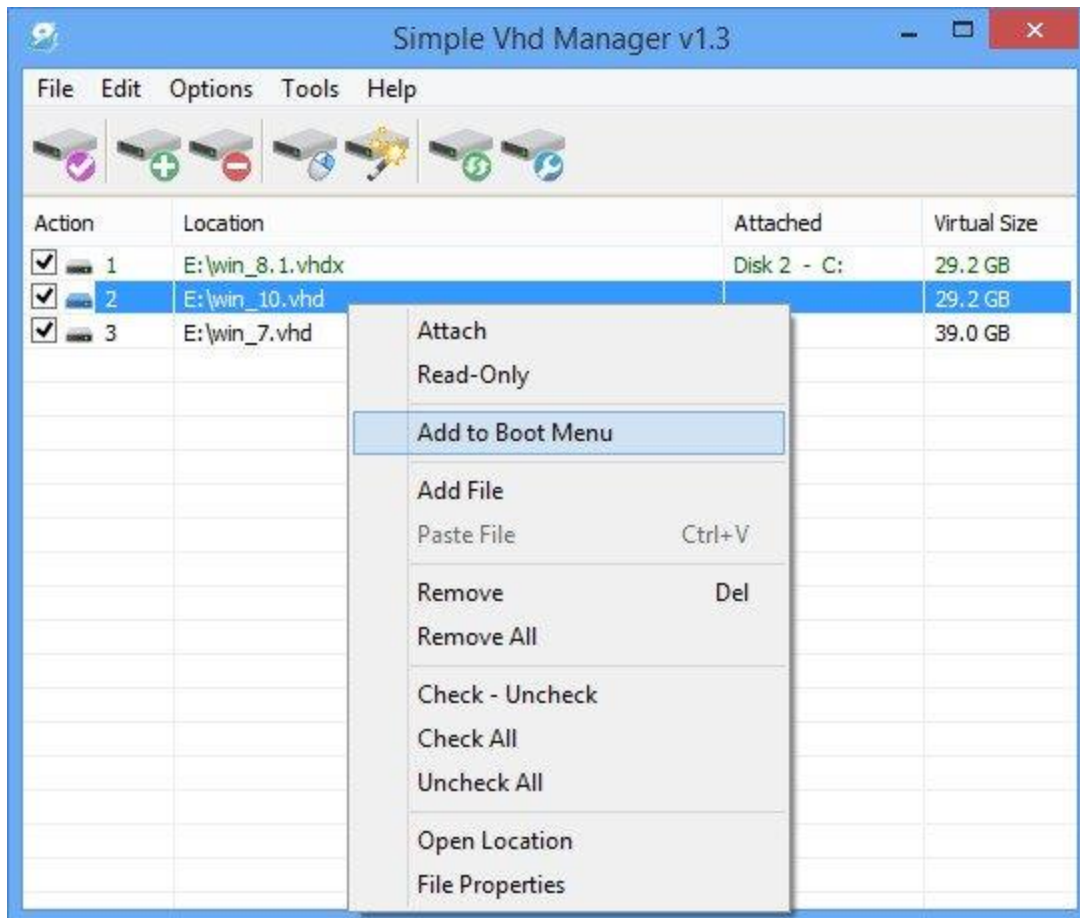 Simple Vhd Manager v1.3
File Edit Options Tools Help
Action Location Attached Virtual Size
1 E:\win_8.1.vhdx Disk 2 - C: 29.2 GB
2 E:\win_10.vhd 29.2 GB
3 E:\win_7.vhd 39.0 GB
Attach
Read-Only
Add to Boot Menu
Add File
Paste File Ctrl+V
Remove Del
Remove All
Check - Uncheck
Check All
Uncheck All
Open Location
File Properties